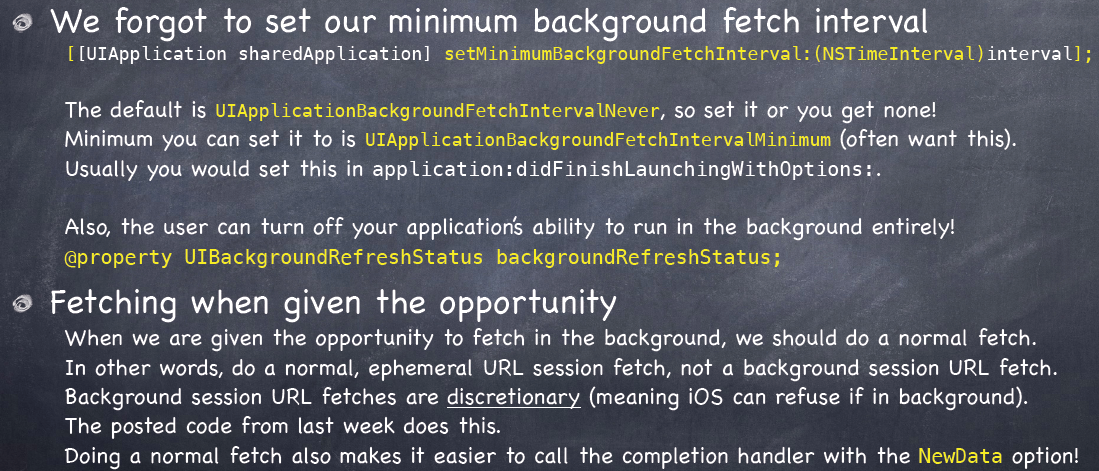 We forgot to set our minimum background fetch interval
[[UIApplication sharedApplication] setMinimumBackgroundFetchInterval:(NSTimeInterval)interval];
The default is UIApplicationBackgroundFetchIntervalNever, so set it or you get none!
Minimum you can set it to is UIApplicationBackgroundFetchIntervalMinimum (often want this).
Usually you would set this in application:didFinishLaunchingWithOptions:.
Also, the user can turn off your application's ability to run in the background entirely!
@property UIBackgroundRefreshStatus backgroundRefreshStatus;
Fetching when given the opportunity
When we are given the opportunity to fetch in the background, we should do a normal fetch.
In other words, do a normal, ephemeral URL session fetch, not a background session URL fetch.
Background session URL fetches are discretionary (meaning iOS can refuse if in background).
The posted code from last week does this.
Doing a normal fetch also makes it easier to call the completion handler with the NewData option!